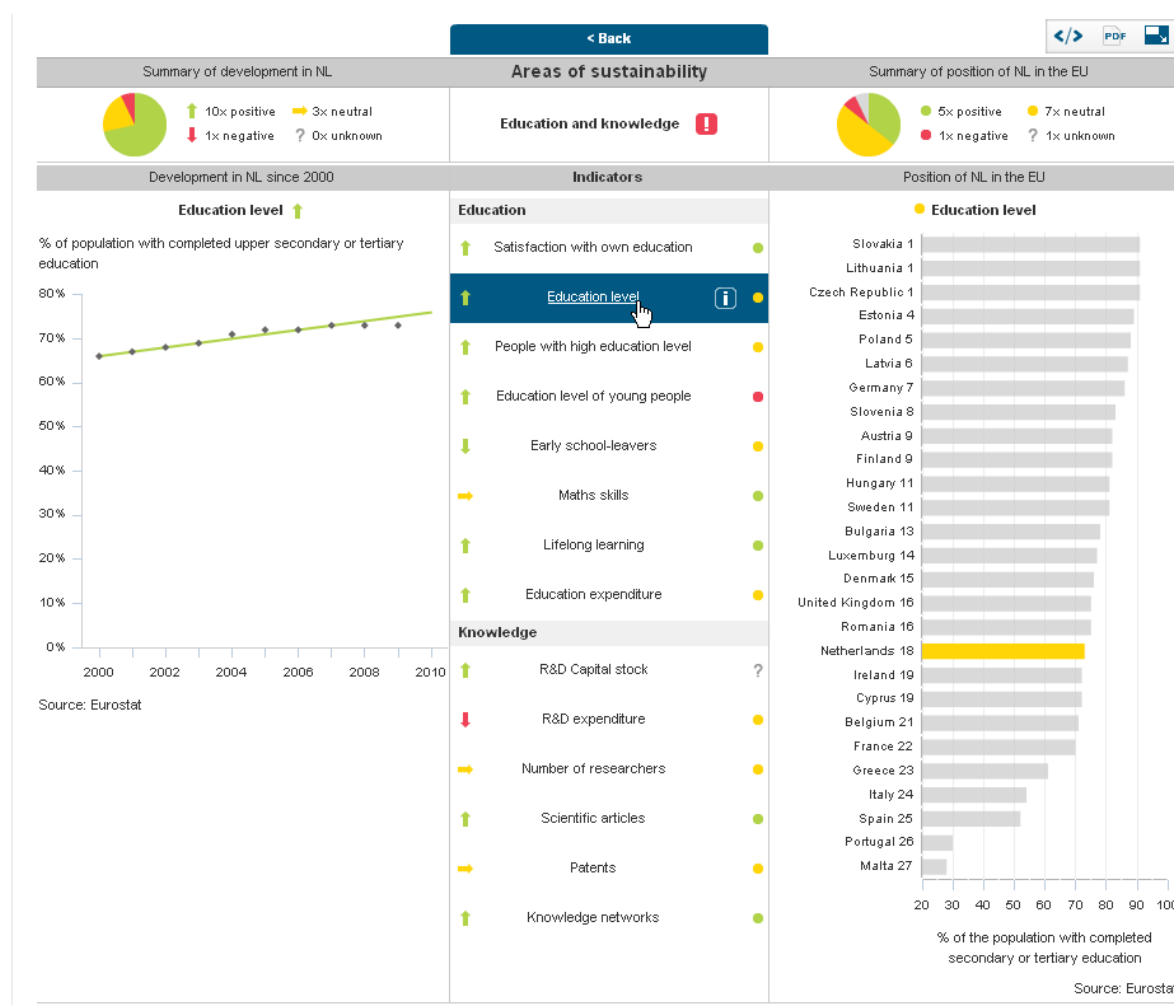 < Back
</>
PDF
Summary of development in NL
Areas of sustainability
Summary of position of NL in the EU
10x positive
3x neutral
1x negative
? 0x unknown
Education and knowledge !
5x positive
7x neutral
1x negative
? 1x unknown
Development in NL since 2000
Indicators
Position of NL in the EU
Education level
% of population with completed upper secondary or tertiary
education
80%
70%
60%
50%
40%
30%
20%
10%
0%
2000 2002 2004 2006 2008 2010
Source: Eurostat
Education
Satisfaction with own education
Education level i
People with high education level
Education level of young people
Early school-leavers
Maths skills
Lifelong learning
Education expenditure
Knowledge
R&D Capital stock ?
R&D expenditure
Number of researchers
Scientific articles
Patents
Knowledge networks
Education level
Slovakia 1
Lithuania 1
Czech Republic 1
Estonia 4
Poland 5
Latvia 6
Germany 7
Slovenia 8
Austria 9
Finland 9
Hungary 11
Sweden 11
Bulgaria 13
Luxemburg 14
Denmark 15
United Kingdom 16
Romania 16
Netherlands 18
Ireland 19
Cyprus 19
Belgium 21
France 22
Greece 23
Italy 24
Spain 25
Portugal 26
Malta 27
20 30 40 50 60 70 80 90 100
% of the population with completed
secondary or tertiary education
Source: Eurostat